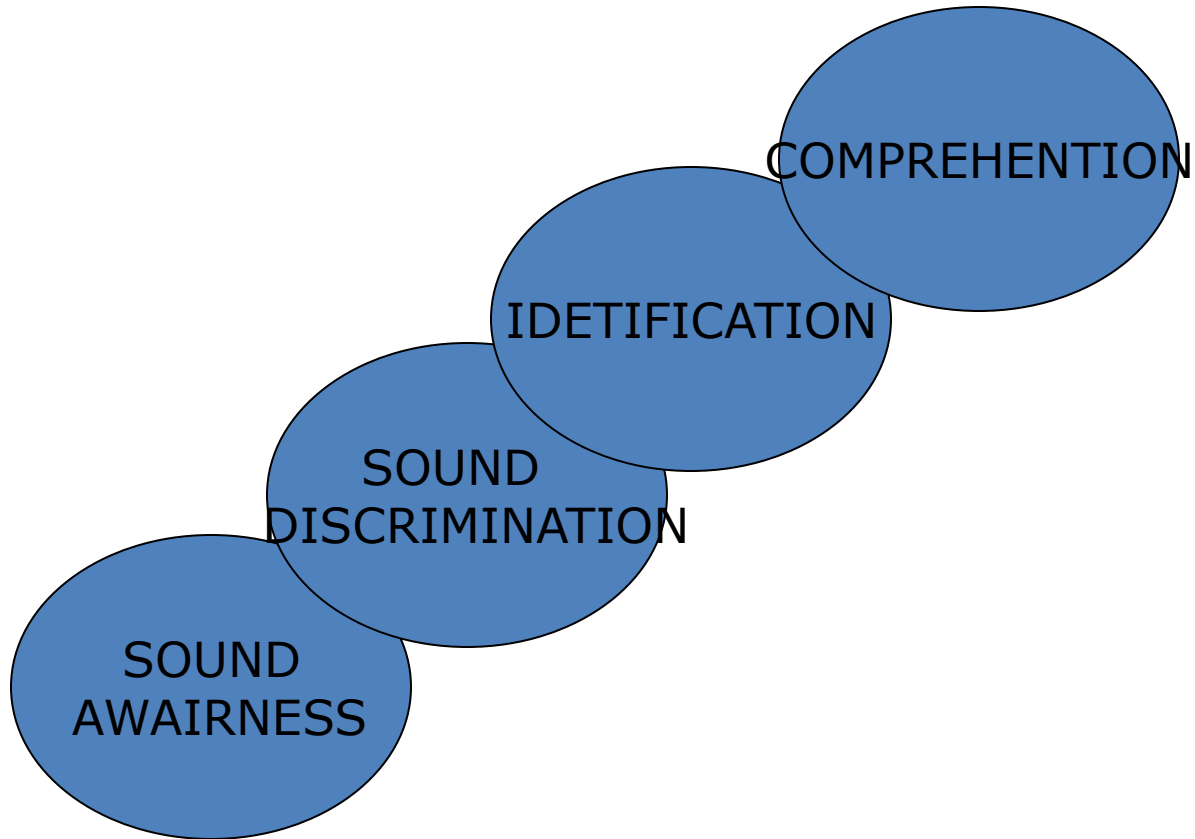 COMPREHENTION
IDETIFICATION
SOUND
DISCRIMINATION
SOUND
AWAIRNESS